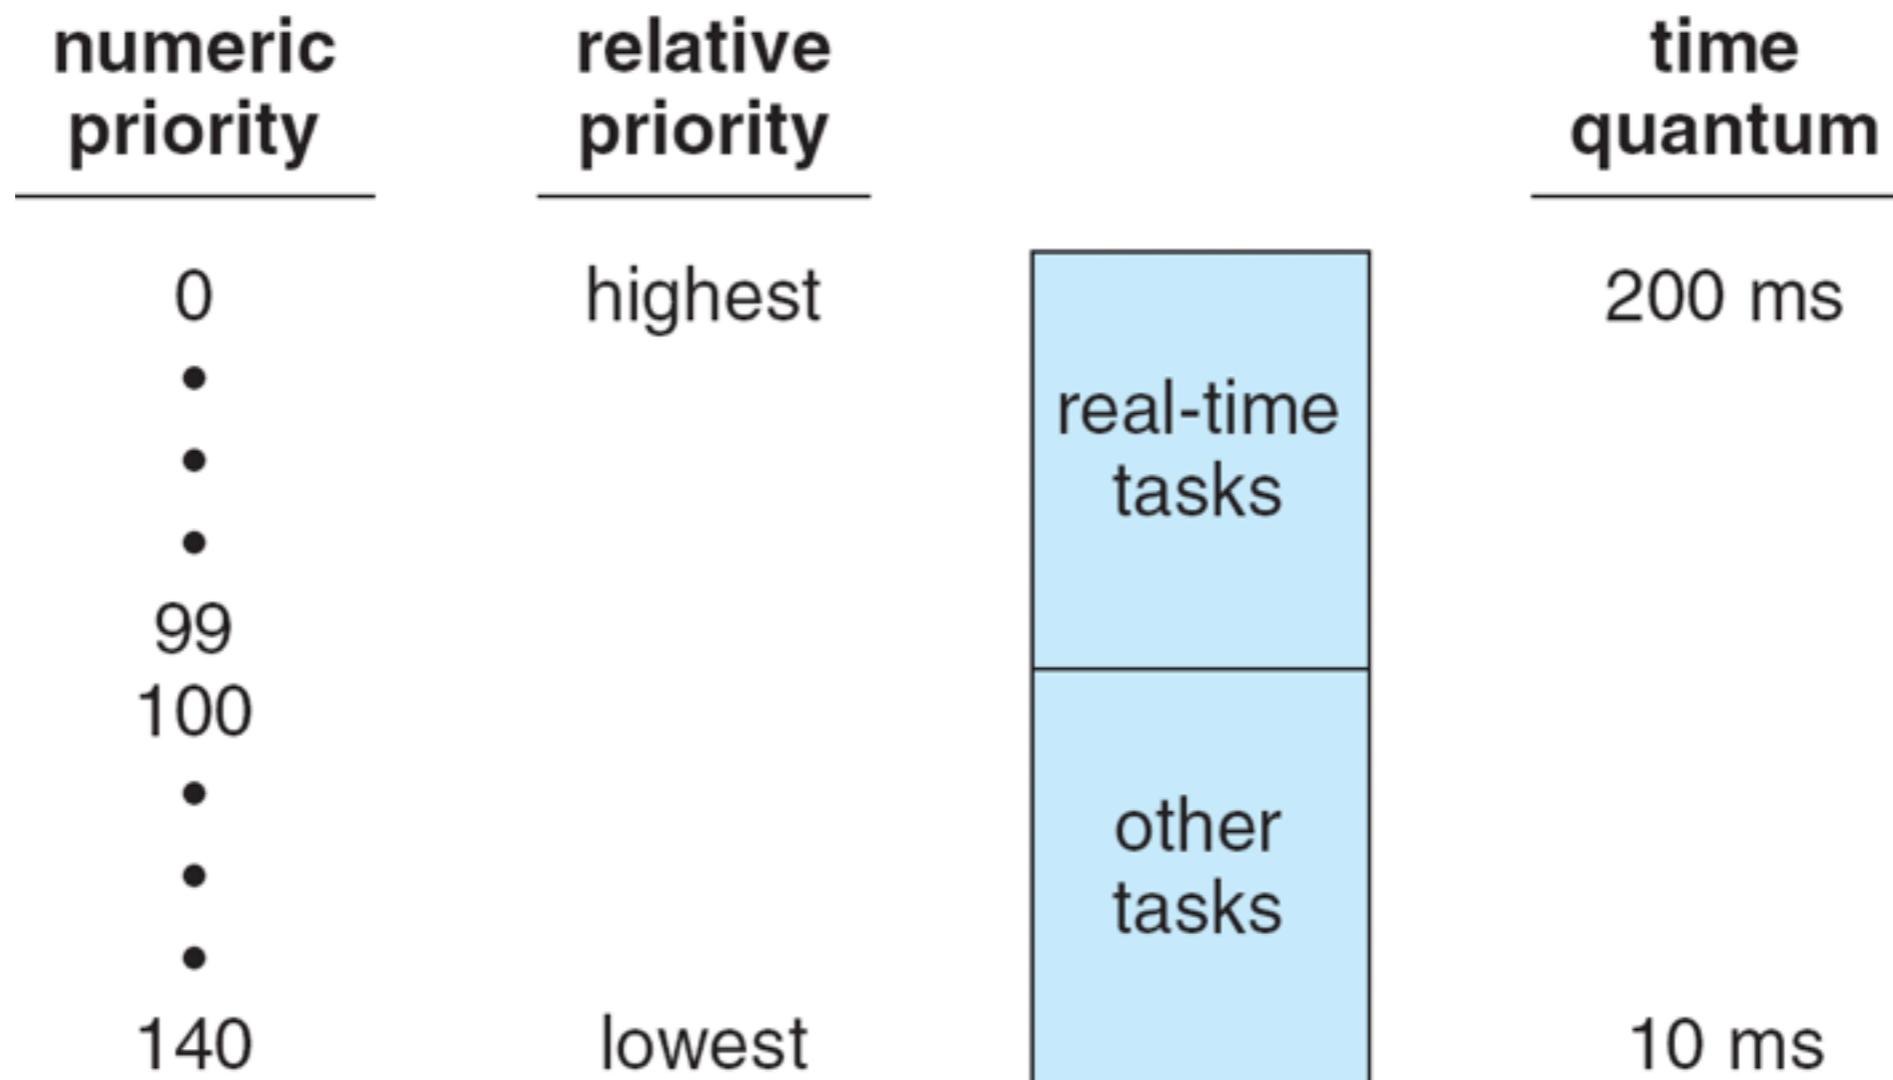 numeric
priority
relative
priority
time
quantum
0
highest
200 ms
•
real-time
tasks
•
•
99
100
•
other
tasks
•
•
140
lowest
10 ms